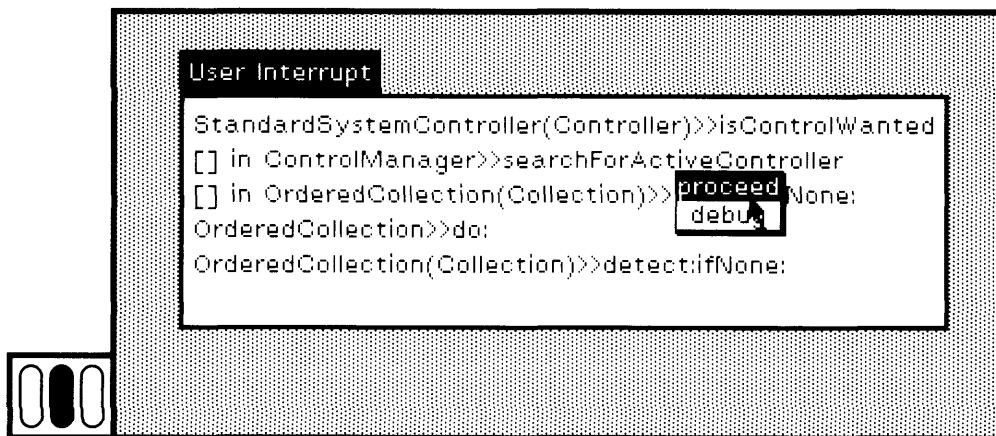 User Interrupt
StandardSystemController(Controller)>>isControlWanted
[] in ControlManager>>searchForActiveController
[] in OrderedCollection(Collection)>> None:
proceed
debug
OrderedCollection>>do:
OrderedCollection(Collection)>>detect:ifNone: